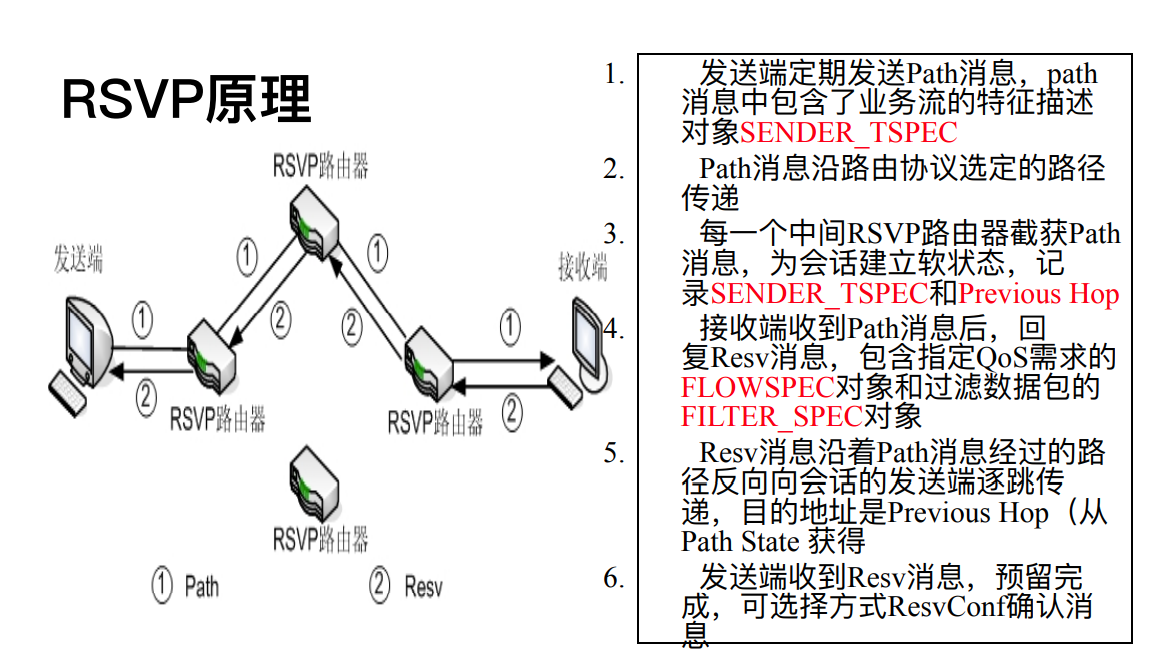 RSVP原理
RSVP路由器
①
①
发送端
接收端
②
②
①
①
②
②
RSVP路由器
RSVP路由器
RSVP路由器
① Path
② Resv
1. 发送端定期发送Path消息，path
消息中包含了业务流的特征描述
对象SENDER_TSPEC
2. Path消息沿路由协议选定的路径
传递
3. 每一个中间RSVP路由器截获Path
消息，为会话建立软状态，记
录SENDER_TSPEC和Previous Hop
4. 接收端收到Path消息后，回
复Resv消息，包含指定QoS需求的
FLOWSPEC对象和过滤数据包的
FILTER_SPEC对象
5. Resv消息沿着Path消息经过的路
径反向向会话的发送端逐跳传
递，目的地址是Previous Hop（从
Path State 获得
6. 发送端收到Resv消息，预留完
成，可选择方式ResvConf确认消
息